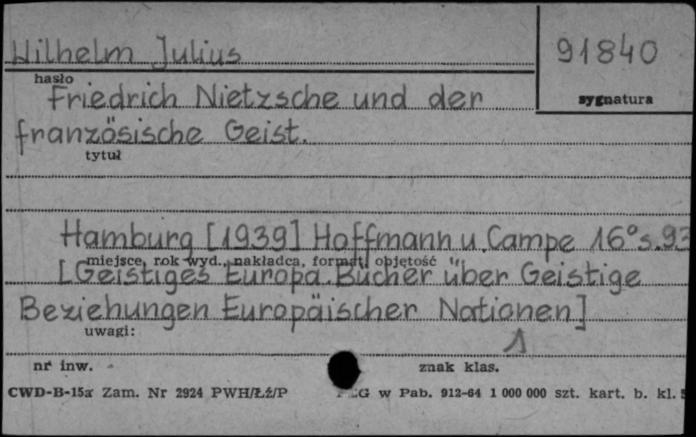 Wilhelm Julius
91840
hasło
sygnatura
Friedrich Nietzsche und der
französische Geist.
tytuł
Hamburg [1939] Hoffmann u. Campe 16° s. 93
miejsce, rok wyd., nakładca, format, objętość
[Geistiges Europa. Bücher über Geistige
Beziehungen Europäischer Nationen]
uwagi:
1
nr inw.
znak klas.
CWD-B-15a Zam. Nr 2924 PWH/Łź/P
w Pab. 912-64 1 000 000 szt. kart. b. kl.